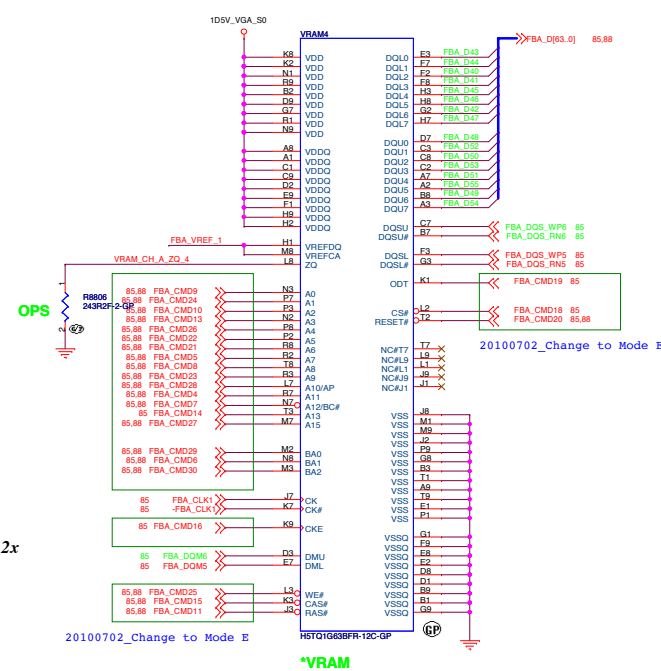 1D5V_VGA_S0
VRAM4
FBA_D[63..0] 85,88
K8 VDD DQL0 E3 FBA_D43
K2 VDD DQL1 F7 FBA_D44
N1 VDD DQL2 F2 FBA_D40
R9 VDD DQL3 F8 FBA_D41
B2 VDD DQL4 H3 FBA_D45
D9 VDD DQL5 H8 FBA_D46
G7 VDD DQL6 G2 FBA_D42
R1 VDD DQL7 H7 FBA_D47
N9 VDD
A8 VDDQ DQU0 D7 FBA_D48
A1 VDDQ DQU1 C3 FBA_D52
C1 VDDQ DQU2 C8 FBA_D50
C9 VDDQ DQU3 C2 FBA_D53
D2 VDDQ DQU4 A7 FBA_D51
E9 VDDQ DQU5 A2 FBA_D55
F1 VDDQ DQU6 B8 FBA_D49
H9 VDDQ DQU7 A3 FBA_D54
H2 VDDQ
DQSU C7 FBA_DQS_WP6 85
DQSU# B7 FBA_DQS_RN6 85
FBA_VREF_1 H1 VREFDQ
M8 VREFCA DQSL F3 FBA_DQS_WP5 85
VRAM_CH_A_ZQ_4 L8 ZQ DQSL# G3 FBA_DQS_RN5 85
ODT K1 FBA_CMD19 85
1
OPS
R8806
243R2F-2-GP
2
85,88 FBA_CMD9 N3 A0
85,88 FBA_CMD24 P7 A1
85,88 FBA_CMD10 P3 A2 CS# L2 FBA_CMD18 85
85,88 FBA_CMD13 N2 A3 RESET# T2 FBA_CMD20 85,88
85,88 FBA_CMD26 P8 A4
85,88 FBA_CMD22 P2 A5
85,88 FBA_CMD21 R8 A6 NC#T7 T7
20100702_Change to Mode E
85,88 FBA_CMD5 R2 A7 NC#L9 L9
85,88 FBA_CMD8 T8 A8 NC#L1 L1
85,88 FBA_CMD23 R3 A9 NC#J9 J9
85,88 FBA_CMD28 L7 A10/AP NC#J1 J1
85,88 FBA_CMD4 R7 A11
85,88 FBA_CMD7 N7 A12/BC#
85 FBA_CMD14 T3 A13 VSS J8
85,88 FBA_CMD27 M7 A15 VSS M1
VSS M9
VSS J2
85,88 FBA_CMD29 M2 BA0 VSS P9
85,88 FBA_CMD6 N8 BA1 VSS G8
85,88 FBA_CMD30 M3 BA2 VSS B3
VSS T1
VSS A9
85 FBA_CLK1 J7 CK VSS T9
85 -FBA_CLK1 K7 CK# VSS E1
VSS P1
85 FBA_CMD16 K9 CKE
VSSQ G1
VSSQ F9
2x
85 FBA_DQM6 D3 DMU VSSQ E8
85 FBA_DQM5 E7 DML VSSQ E2
VSSQ D8
VSSQ D1
85,88 FBA_CMD25 L3 WE# VSSQ B9
85,88 FBA_CMD15 K3 CAS# VSSQ B1
85,88 FBA_CMD11 J3 RAS# VSSQ G9
20100702_Change to Mode E
H5TQ1G63BFR-12C-GP
GP
*VRAM